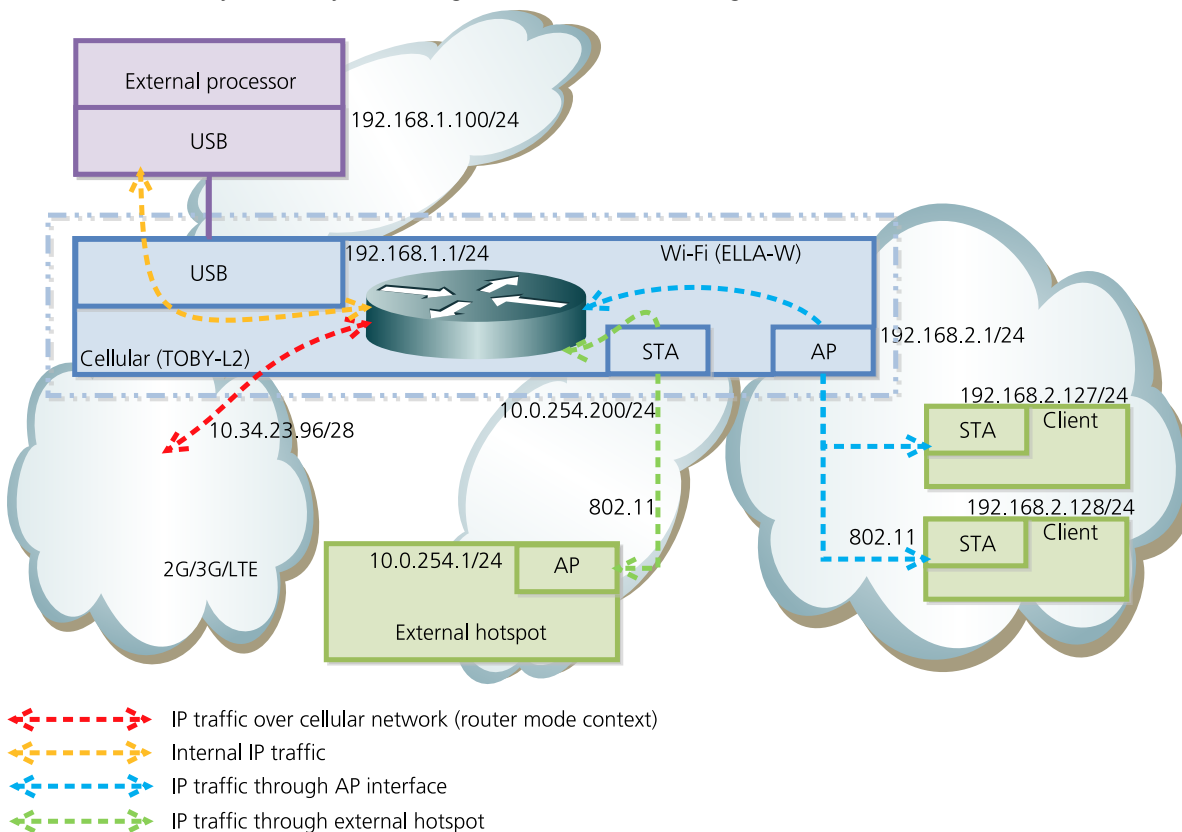 External processor
USB
192.168.1.100/24
USB
192.168.1.1/24
Wi-Fi (ELLA-W)
Cellular (TOBY-L2)
STA
AP
192.168.2.1/24
10.0.254.200/24
10.34.23.96/28
192.168.2.127/24
STA
Client
802.11
192.168.2.128/24
802.11
STA
Client
2G/3G/LTE
10.0.254.1/24
AP
External hotspot
IP traffic over cellular network (router mode context)
Internal IP traffic
IP traffic through AP interface
IP traffic through external hotspot